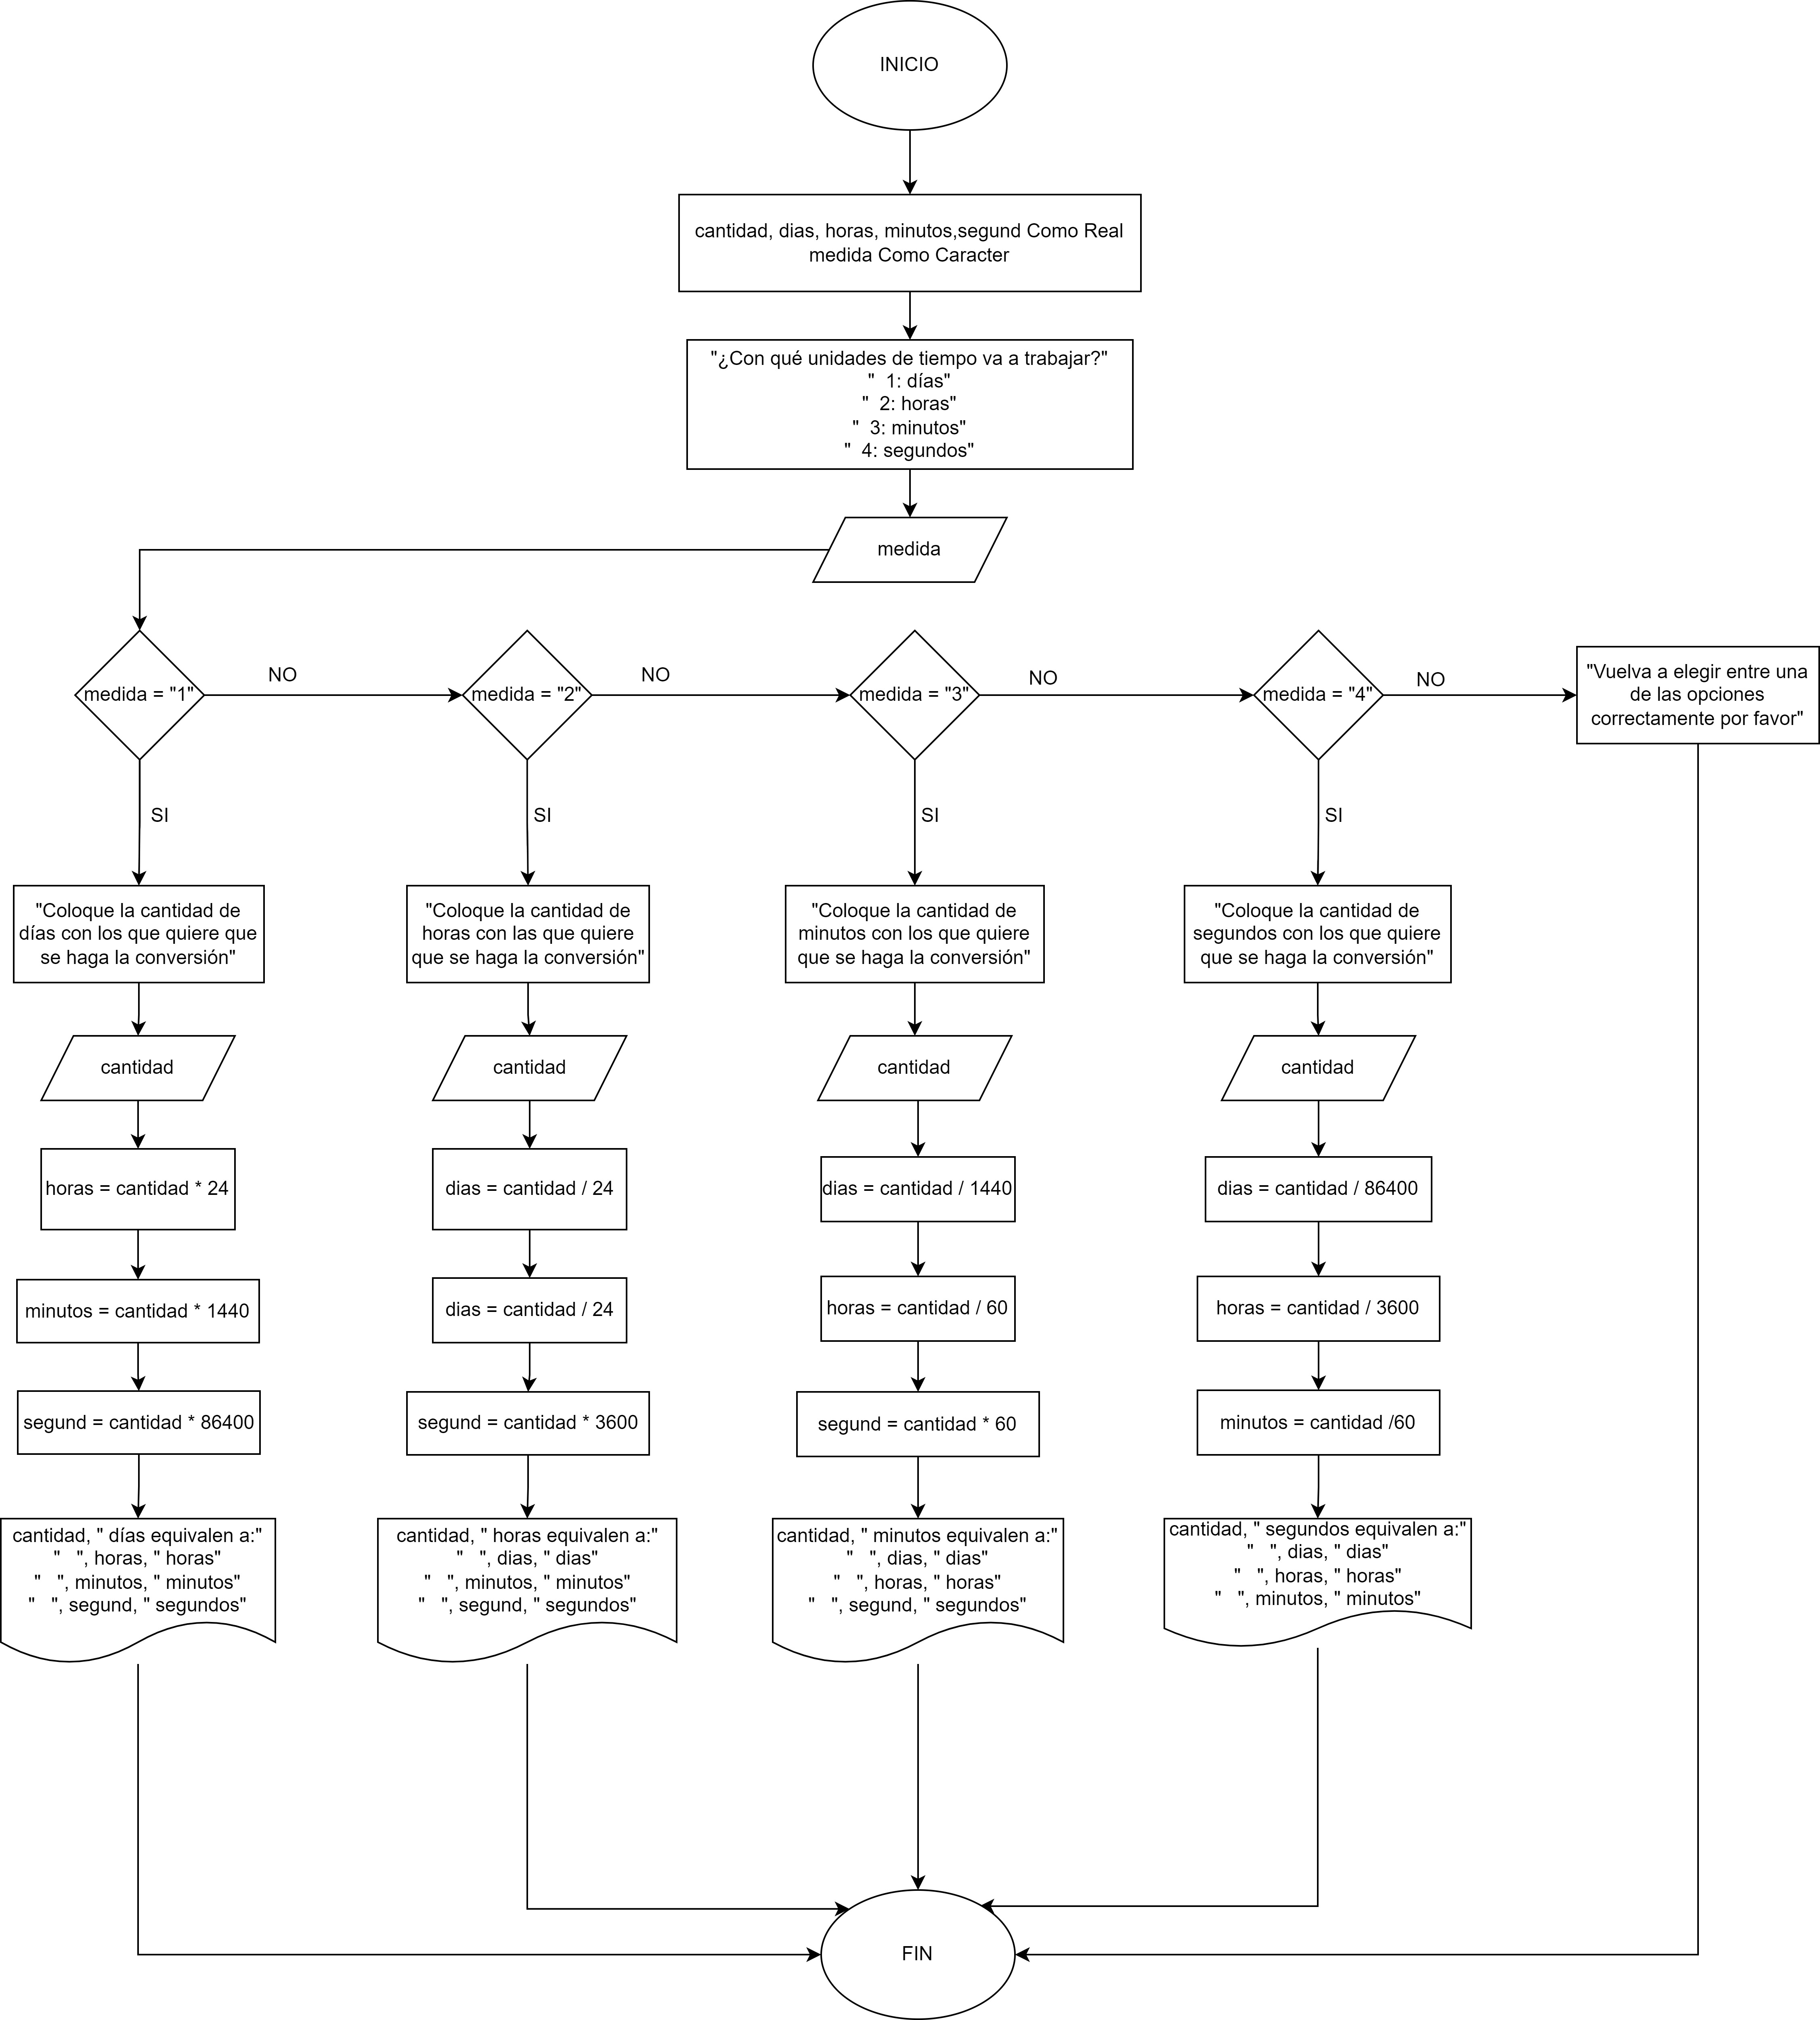 INICIO
cantidad, dias, horas, minutos,segund Como Real
medida Como Caracter
"¿Con qué unidades de tiempo va a trabajar?"
"  1: días"
"  2: horas"
"  3: minutos"
"  4: segundos"
medida
medida = "1"
NO
medida = "2"
NO
medida = "3"
NO
medida = "4"
NO
"Vuelva a elegir entre una
de las opciones
correctamente por favor"
SI
SI
SI
SI
"Coloque la cantidad de
días con los que quiere que
se haga la conversión"
cantidad
horas = cantidad * 24
minutos = cantidad * 1440
segund = cantidad * 86400
cantidad, " días equivalen a:"
"   ", horas, " horas"
"   ", minutos, " minutos"
"   ", segund, " segundos"
"Coloque la cantidad de
horas con las que quiere
que se haga la conversión"
cantidad
dias = cantidad / 24
dias = cantidad / 24
segund = cantidad * 3600
cantidad, " horas equivalen a:"
"   ", dias, " dias"
"   ", minutos, " minutos"
"   ", segund, " segundos"
"Coloque la cantidad de
minutos con los que quiere
que se haga la conversión"
cantidad
dias = cantidad / 1440
horas = cantidad / 60
segund = cantidad * 60
cantidad, " minutos equivalen a:"
"   ", dias, " dias"
"   ", horas, " horas"
"   ", segund, " segundos"
"Coloque la cantidad de
segundos con los que quiere
que se haga la conversión"
cantidad
dias = cantidad / 86400
horas = cantidad / 3600
minutos = cantidad /60
cantidad, " segundos equivalen a:"
"   ", dias, " dias"
"   ", horas, " horas"
"   ", minutos, " minutos"
FIN